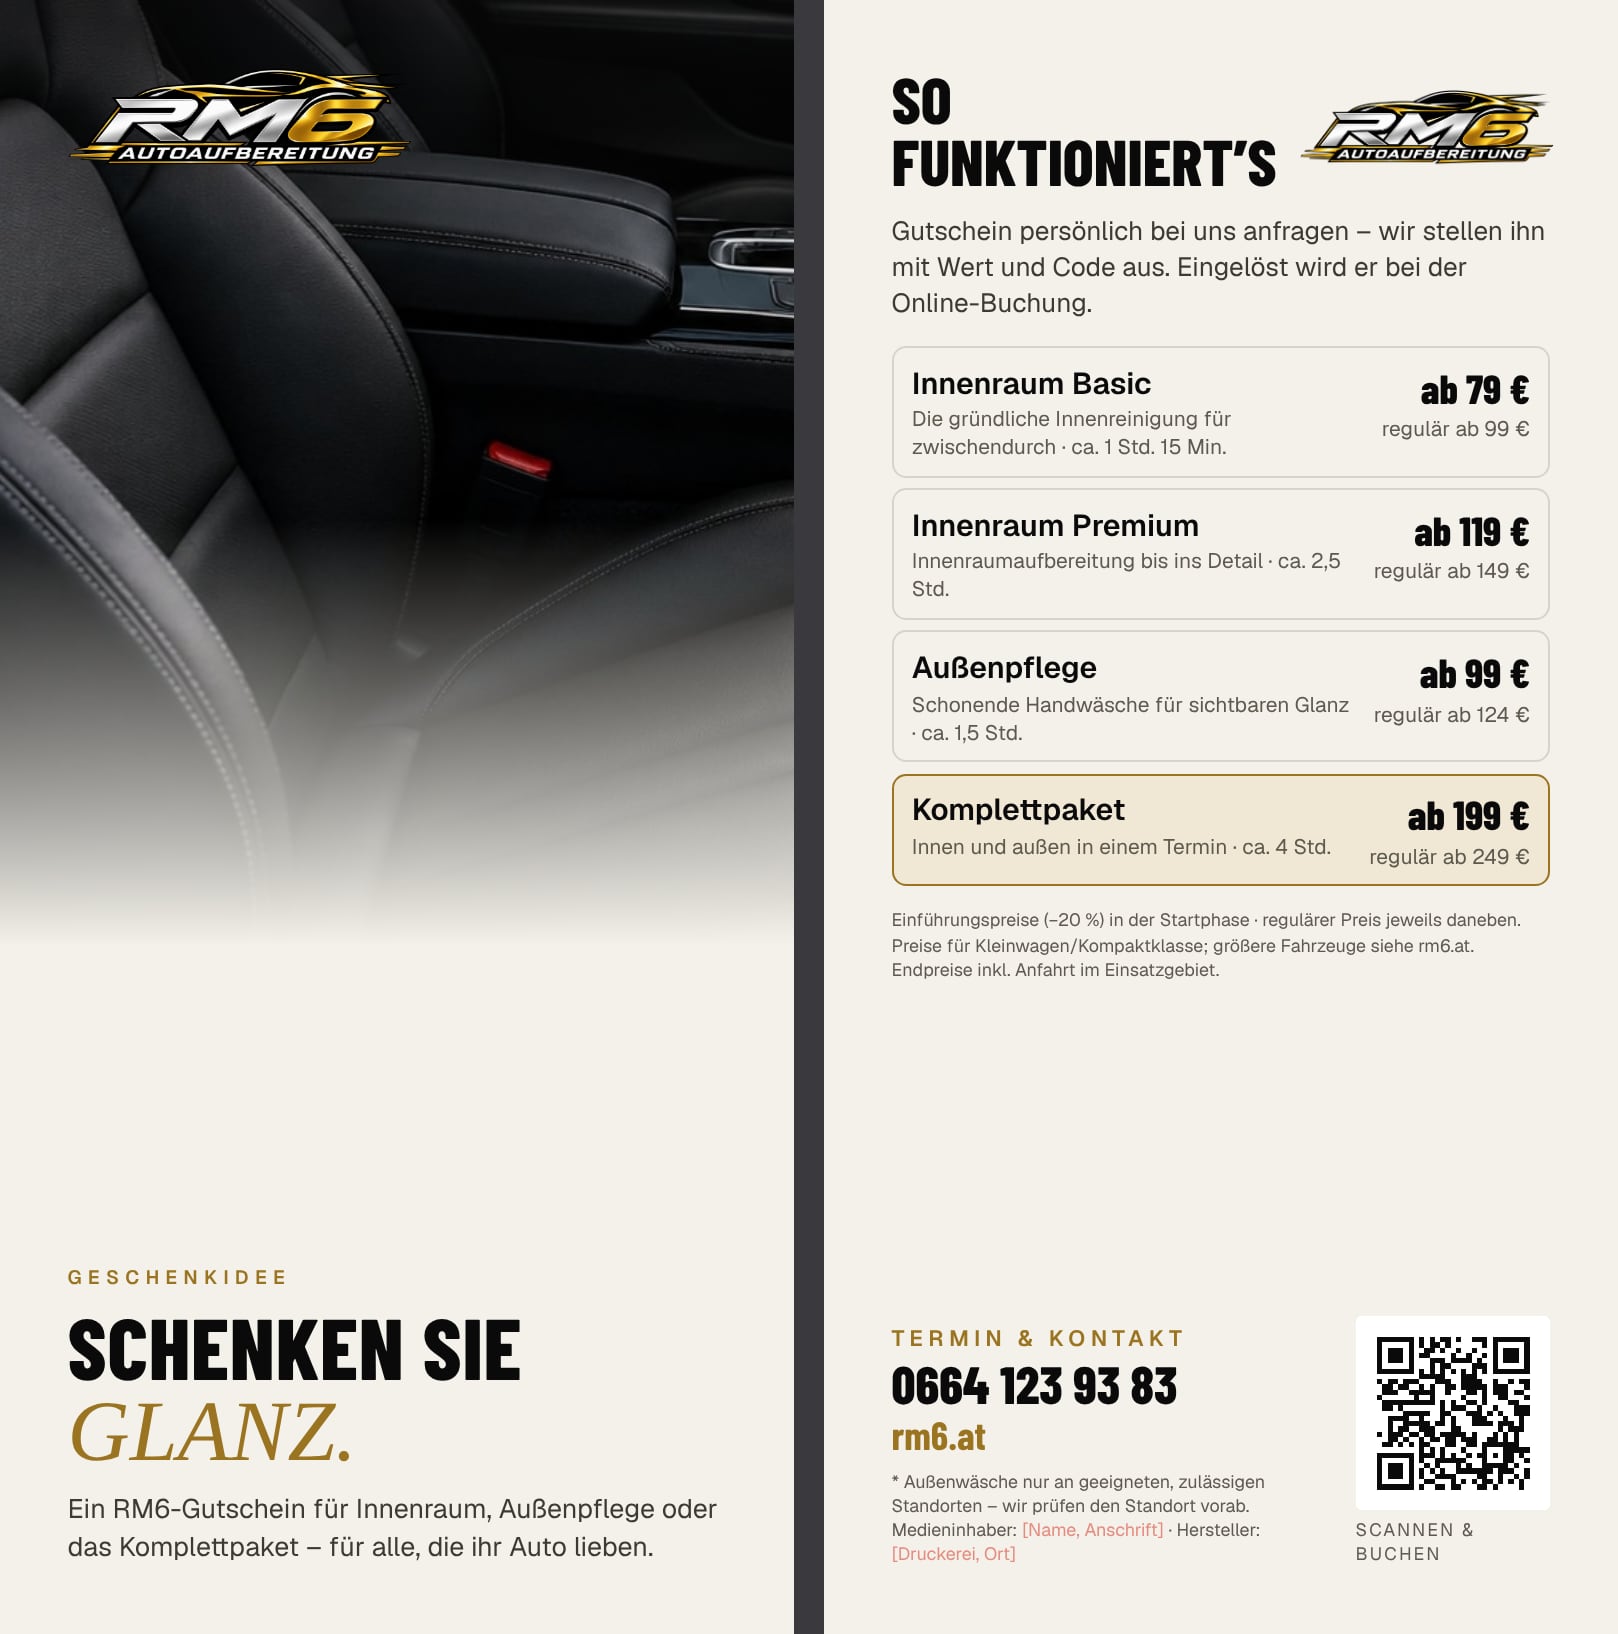 RM6
AUTOAUFBEREITUNG
GESCHENKIDEE
SCHENKEN SIE
GLANZ.
Ein RM6-Gutschein für Innenraum, Außenpflege oder
das Komplettpaket – für alle, die ihr Auto lieben.
SO
FUNKTIONIERT’S
RM6
AUTOAUFBEREITUNG
Gutschein persönlich bei uns anfragen – wir stellen ihn
mit Wert und Code aus. Eingelöst wird er bei der
Online-Buchung.
Innenraum Basic
ab 79 €
Die gründliche Innenreinigung für
zwischendurch · ca. 1 Std. 15 Min.
regulär ab 99 €
Innenraum Premium
ab 119 €
Innenraumaufbereitung bis ins Detail · ca. 2,5
Std.
regulär ab 149 €
Außenpflege
ab 99 €
Schonende Handwäsche für sichtbaren Glanz
· ca. 1,5 Std.
regulär ab 124 €
Komplettpaket
ab 199 €
Innen und außen in einem Termin · ca. 4 Std.
regulär ab 249 €
Einführungspreise (–20 %) in der Startphase · regulärer Preis jeweils daneben.
Preise für Kleinwagen/Kompaktklasse; größere Fahrzeuge siehe rm6.at.
Endpreise inkl. Anfahrt im Einsatzgebiet.
TERMIN & KONTAKT
0664 123 93 83
rm6.at
* Außenwäsche nur an geeigneten, zulässigen
Standorten – wir prüfen den Standort vorab.
Medieninhaber: [Name, Anschrift] · Hersteller:
[Druckerei, Ort]
SCANNEN &
BUCHEN